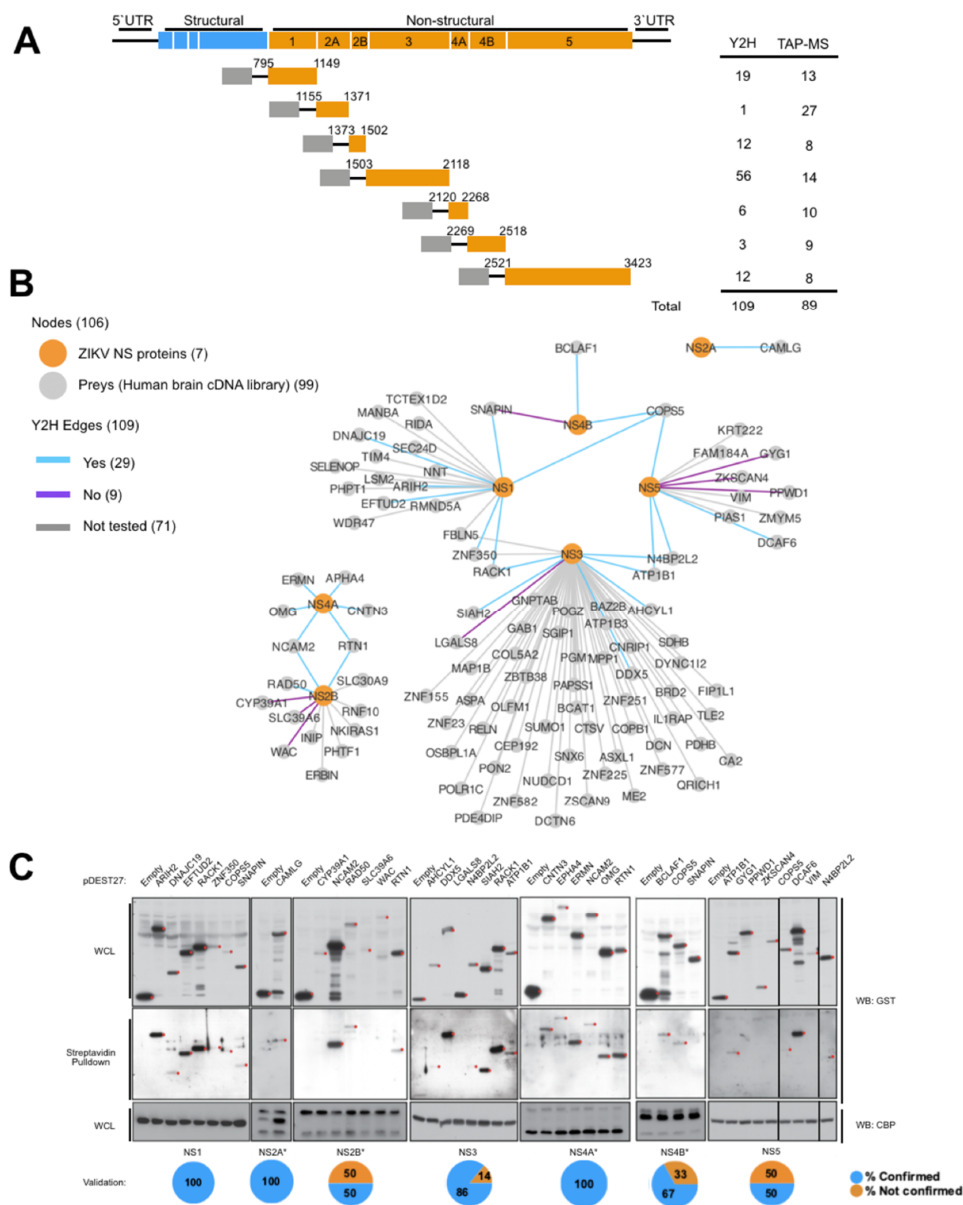 A
5`UTR Structural Non-structural 3`UTR
1 2A 2B 3 4A 4B 5
Y2H TAP-MS
795 1149 19 13
1155 1371 1 27
1373 1502 12 8
1503 2118 56 14
2120 2268 6 10
2269 2518 3 9
2521 3423 12 8
Total 109 89
B
Nodes (106)
ZIKV NS proteins (7)
Preys (Human brain cDNA library) (99)
Y2H Edges (109)
Yes (29)
No (9)
Not tested (71)
BCLAF1 NS2A CAMLG
TCTEX1D2 SNAPIN COPS5
MANBA RIDA NS4B KRT222
DNAJC19 SEC24D FAM184A GYG1
TIM4 NNT ZKSCAN4
SELENOP LSM2 ARIH2 NS1 NS5 VIM PPWD1
PHPT1 EFTUD2 RMND5A PIAS1 ZMYM5
WDR47 FBLN5 DCAF6
ZNF350 NS3 N4BP2L2
RACK1 ATP1B1
ERMN APHA4
NS4A
OMG CNTN3
NCAM2 RTN1
RAD50 SLC30A9
CYP39A1 NS2B
SLC39A6 RNF10
WAC INIP NKIRAS1
PHTF1
ERBIN
SIAH2 GNPTAB POGZ BAZ2B AHCYL1
LGALS8 GAB1 SGIP1 ATP1B3 SDHB
COL5A2 PGM1 MPP1 CNRIP1 DYNC1I2
MAP1B ZBTB38 DDX5
ZNF155 ASPA PAPSS1 ZNF251 BRD2 FIP1L1
ZNF23 OLFM1 BCAT1 IL1RAP TLE2
RELN SUMO1 CTSV COPB1
OSBPL1A CEP192 DCN PDHB
PON2 SNX6 ASXL1 CA2
POLR1C NUDCD1 ZNF225 ZNF577 QRICH1
PDE4DIP ZNF582 ZSCAN9 ME2
DCTN6
C
pDEST27:
Empty ARIH2 DNAJC19 EFTUD2 RACK1 ZNF350 COPS5 SNAPIN
Empty CAMLG
Empty CYP39A1 NCAM2 RAD50 SLC39A6 WAC RTN1
Empty AHCYL1 DDX5 LGALS8 N4BP2L2 SIAH2 RACK1 ATP1B1
Empty CNTN3 EPHA4 ERMN NCAM2 OMG RTN1
Empty BCLAF1 COPS5 SNAPIN
Empty ATP1B1 GYG1 PPWD1 ZKSCAN4 COPS5 DCAF6 VIM N4BP2L2
WCL
WB: GST
Streptavidin
Pulldown
WCL
WB: CBP
NS1 NS2A* NS2B* NS3 NS4A* NS4B* NS5
Validation:
100 100 50 50 14 86 100 33 67 50 50
% Confirmed
% Not confirmed